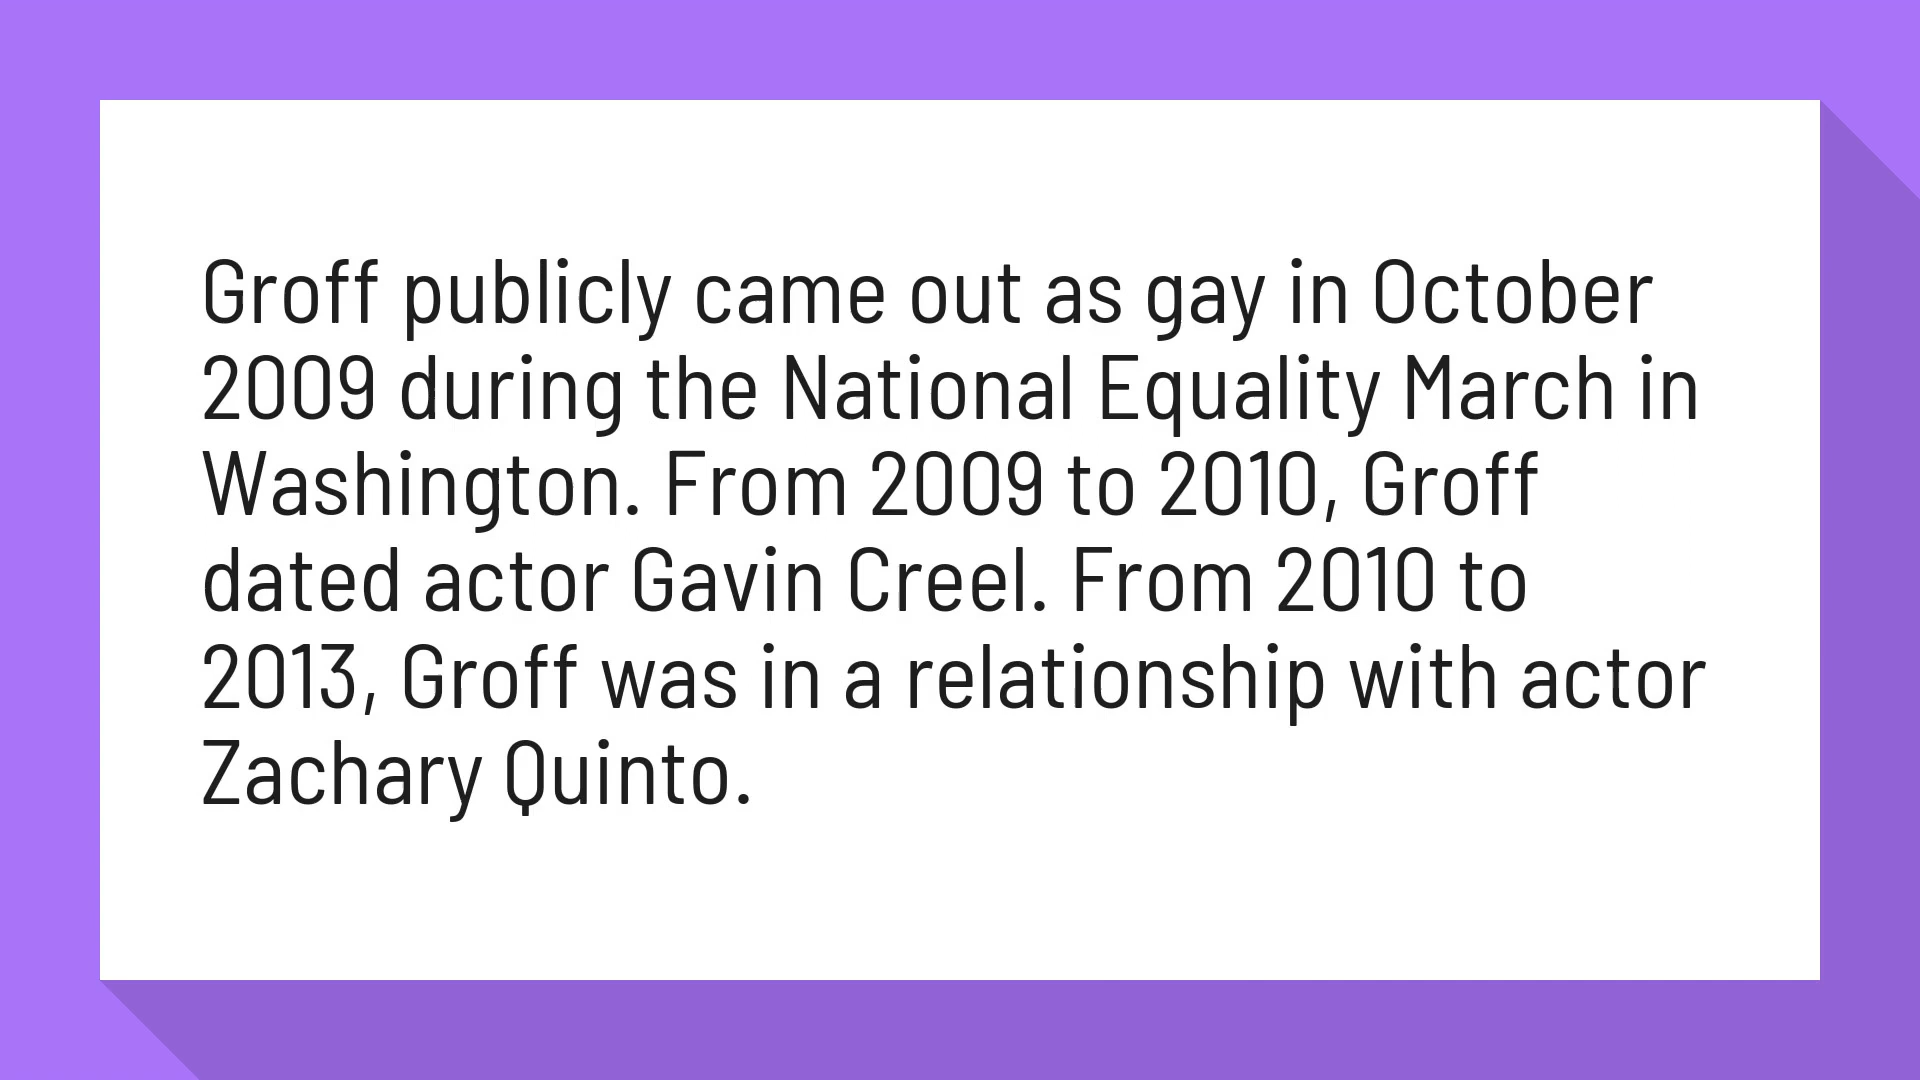 Groff publicly came out as gay in October
2009 during the National Equality March in
Washington. From 2009 to 2010, Groff
dated actor Gavin Creel. From 2010 to
2013, Groff was in a relationship with actor
Zachary Quinto.